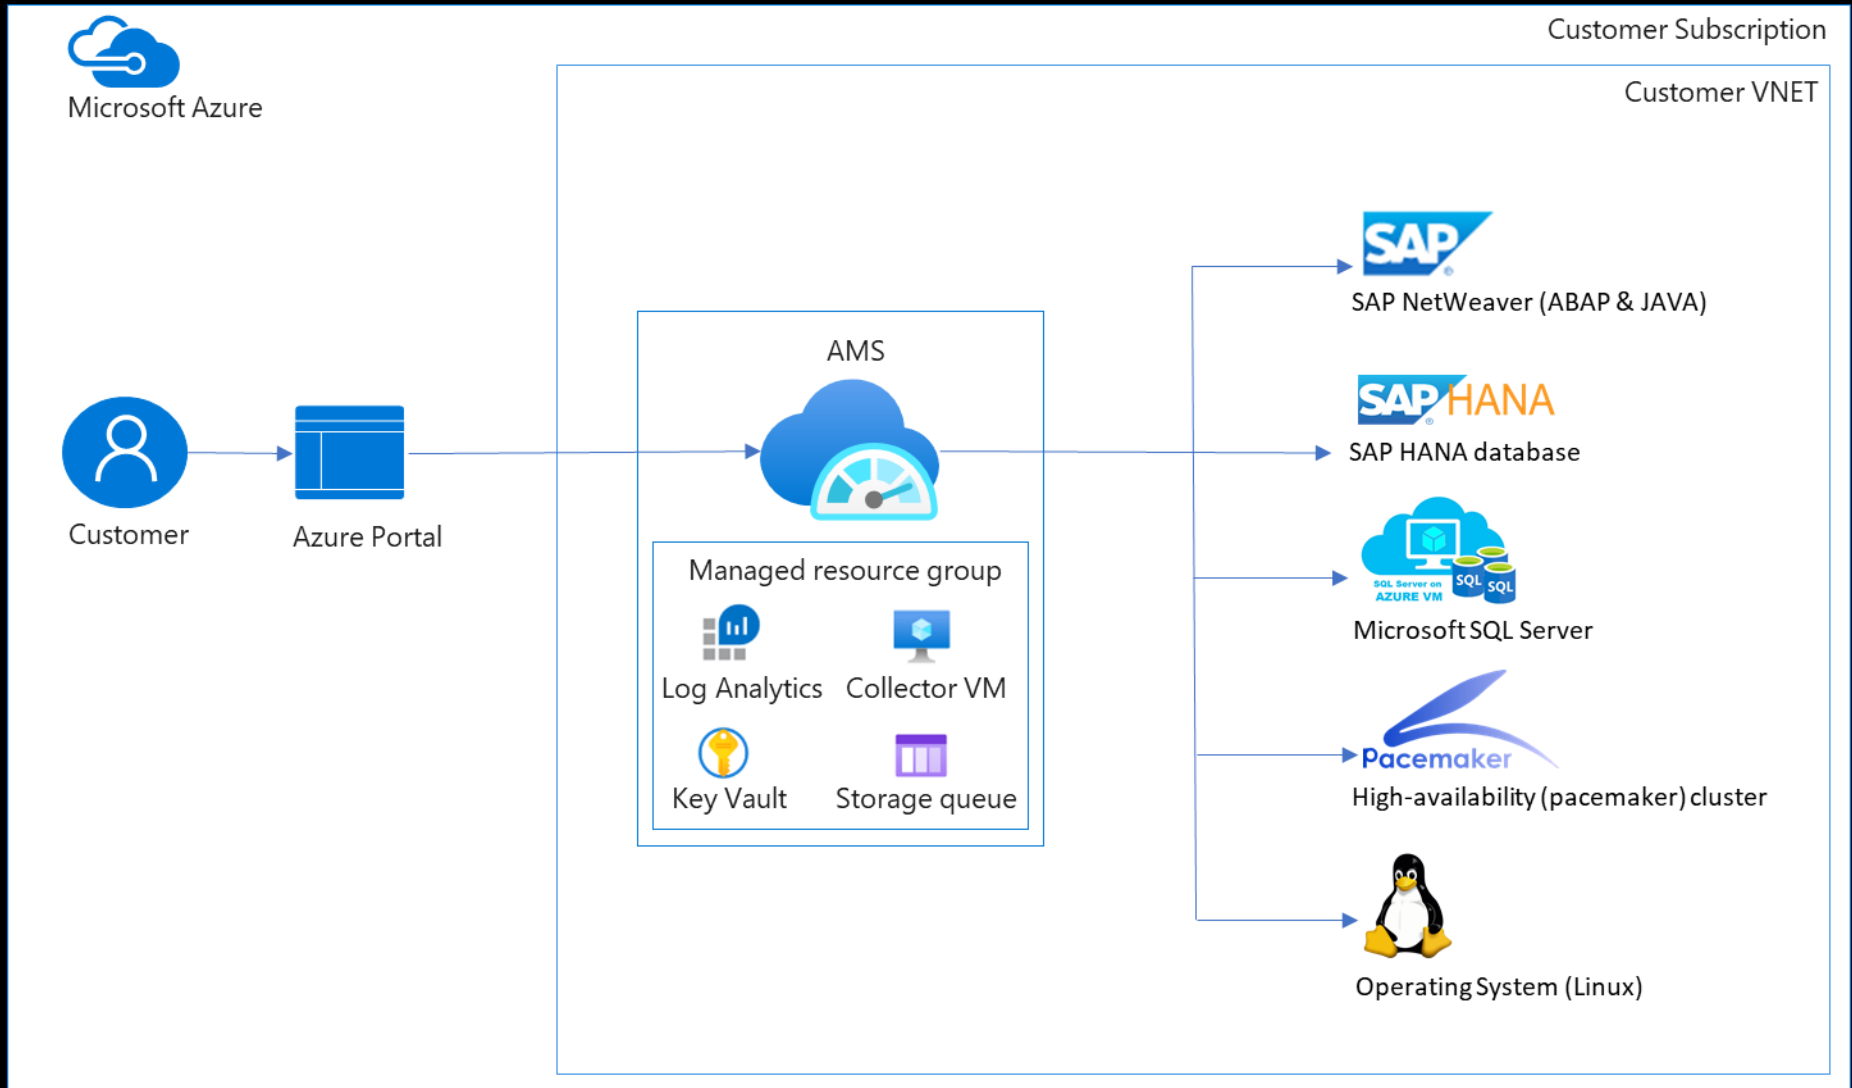 Customer Subscription
Microsoft Azure
Customer VNET
SAP®
SAP NetWeaver (ABAP & JAVA)
AMS
SAP® HANA
SAP HANA database
Customer
Azure Portal
SQL Server on
AZURE VM
SQL
SQL
Microsoft SQL Server
Managed resource group
Log Analytics
Collector VM
Key Vault
Storage queue
Pacemaker
High-availability (pacemaker) cluster
Operating System (Linux)